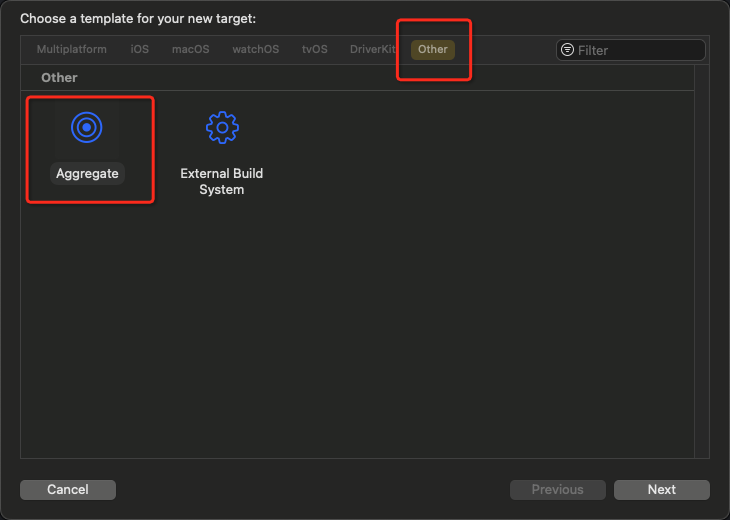 Choose a template for your new target:
Multiplatform iOS macOS watchOS tvOS DriverKit Other Filter
Other
Aggregate
External Build
System
Cancel Previous Next